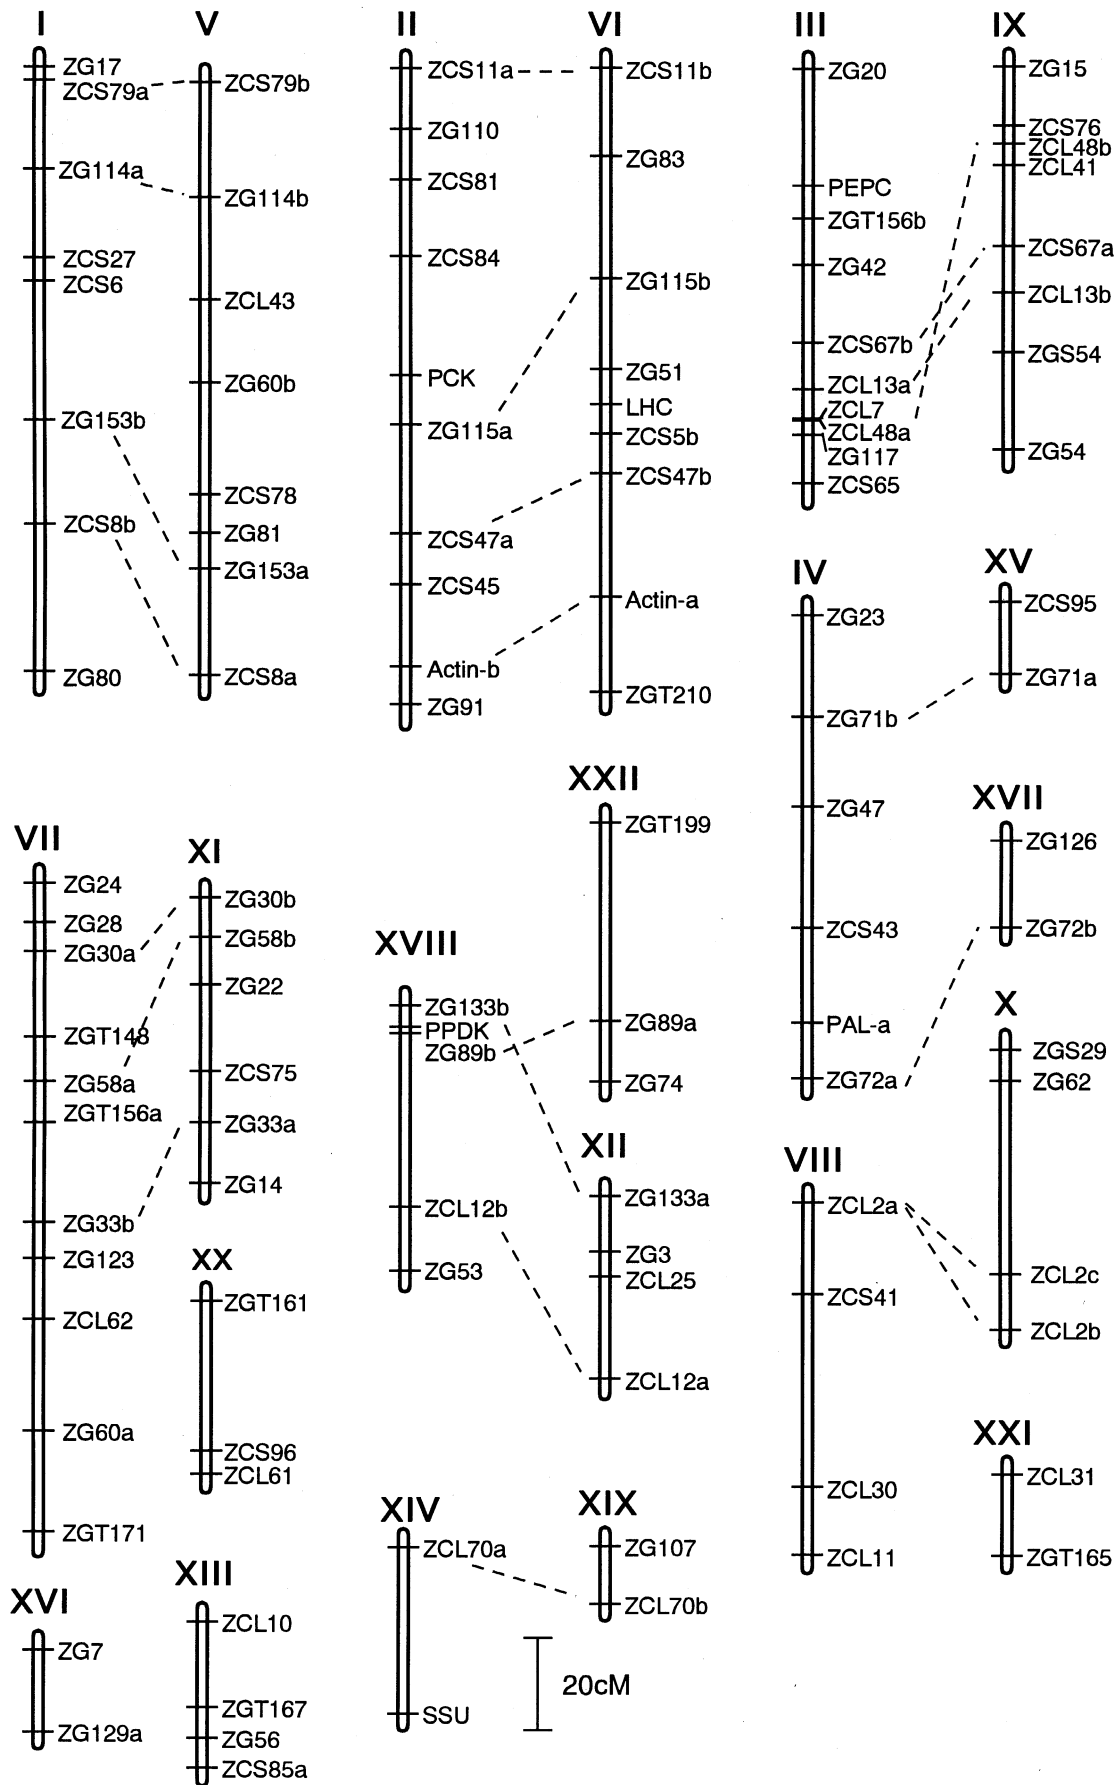 I
ZG17
ZCS79a
ZG114a
ZCS27
ZCS6
ZG153b
ZCS8b
ZG80
V
ZCS79b
ZG114b
ZCL43
ZG60b
ZCS78
ZG81
ZG153a
ZCS8a
II
ZCS11a
ZG110
ZCS81
ZCS84
PCK
ZG115a
ZCS47a
ZCS45
Actin-b
ZG91
VI
ZCS11b
ZG83
ZG115b
ZG51
LHC
ZCS5b
ZCS47b
Actin-a
ZGT210
III
ZG20
PEPC
ZGT156b
ZG42
ZCS67b
ZCL13a
ZCL7
ZCL48a
ZG117
ZCS65
IX
ZG15
ZCS76
ZCL48b
ZCL41
ZCS67a
ZCL13b
ZGS54
ZG54
IV
ZG23
ZG71b
ZG47
ZCS43
PAL-a
ZG72a
XV
ZCS95
ZG71a
XVII
ZG126
ZG72b
VII
ZG24
ZG28
ZG30a
ZGT148
ZG58a
ZGT156a
ZG33b
ZG123
ZCL62
ZG60a
ZGT171
XI
ZG30b
ZG58b
ZG22
ZCS75
ZG33a
ZG14
XX
ZGT161
ZCS96
ZCL61
XVIII
ZG133b
PPDK
ZG89b
ZCL12b
ZG53
XXII
ZGT199
ZG89a
ZG74
XII
ZG133a
ZG3
ZCL25
ZCL12a
VIII
ZCL2a
ZCS41
ZCL30
ZCL11
X
ZGS29
ZG62
ZCL2c
ZCL2b
XXI
ZCL31
ZGT165
XVI
ZG7
ZG129a
XIII
ZCL10
ZGT167
ZG56
ZCS85a
XIV
ZCL70a
SSU
XIX
ZG107
ZCL70b
20cM